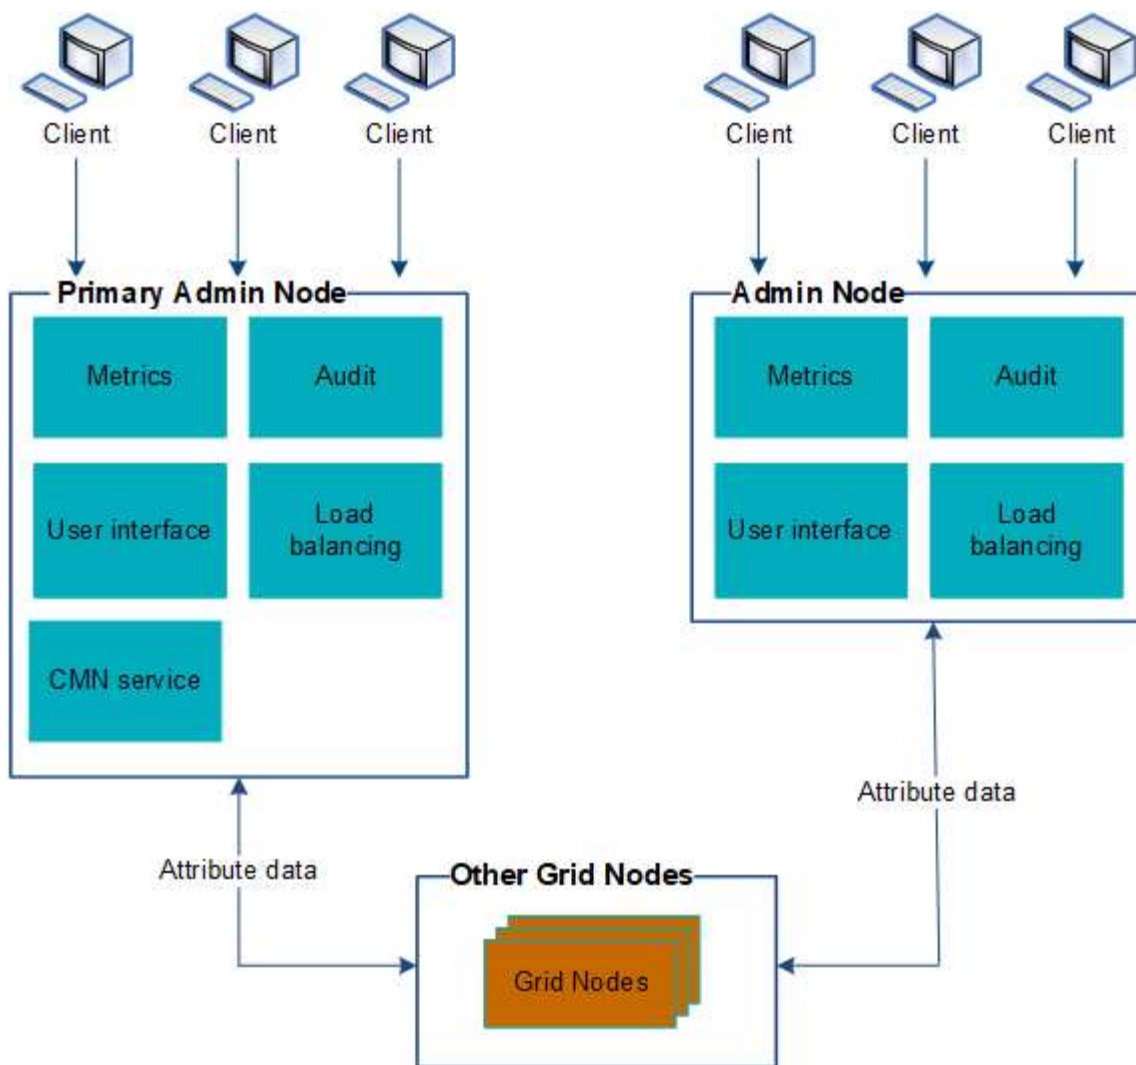 Client
Client
Client
Client
Client
Client
Primary Admin Node
Metrics
Audit
User interface
Load
balancing
CMN service
Admin Node
Metrics
Audit
User interface
Load
balancing
Attribute data
Attribute data
Other Grid Nodes
Grid Nodes